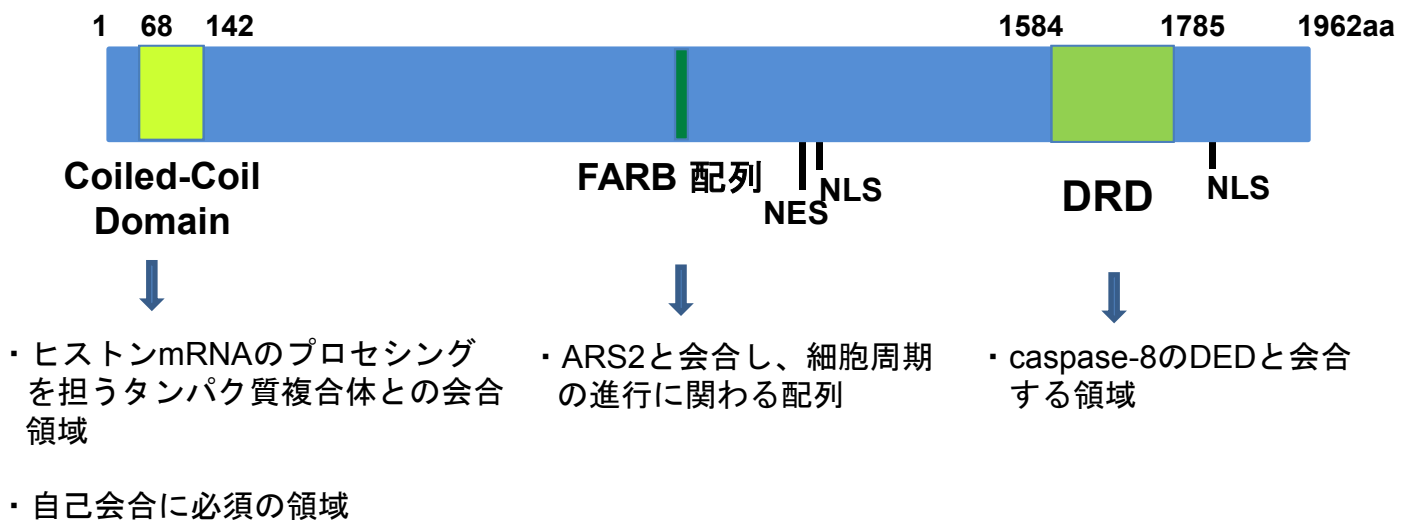 1 68 142 1584 1785 1962aa
Coiled-Coil
Domain
FARB 配列
NES
NLS
DRD
NLS
・ヒストンmRNAのプロセシング
を担うタンパク質複合体との会合
領域
・自己会合に必須の領域
・ARS2と会合し、細胞周期
の進行に関わる配列
・caspase-8のDEDと会合
する領域